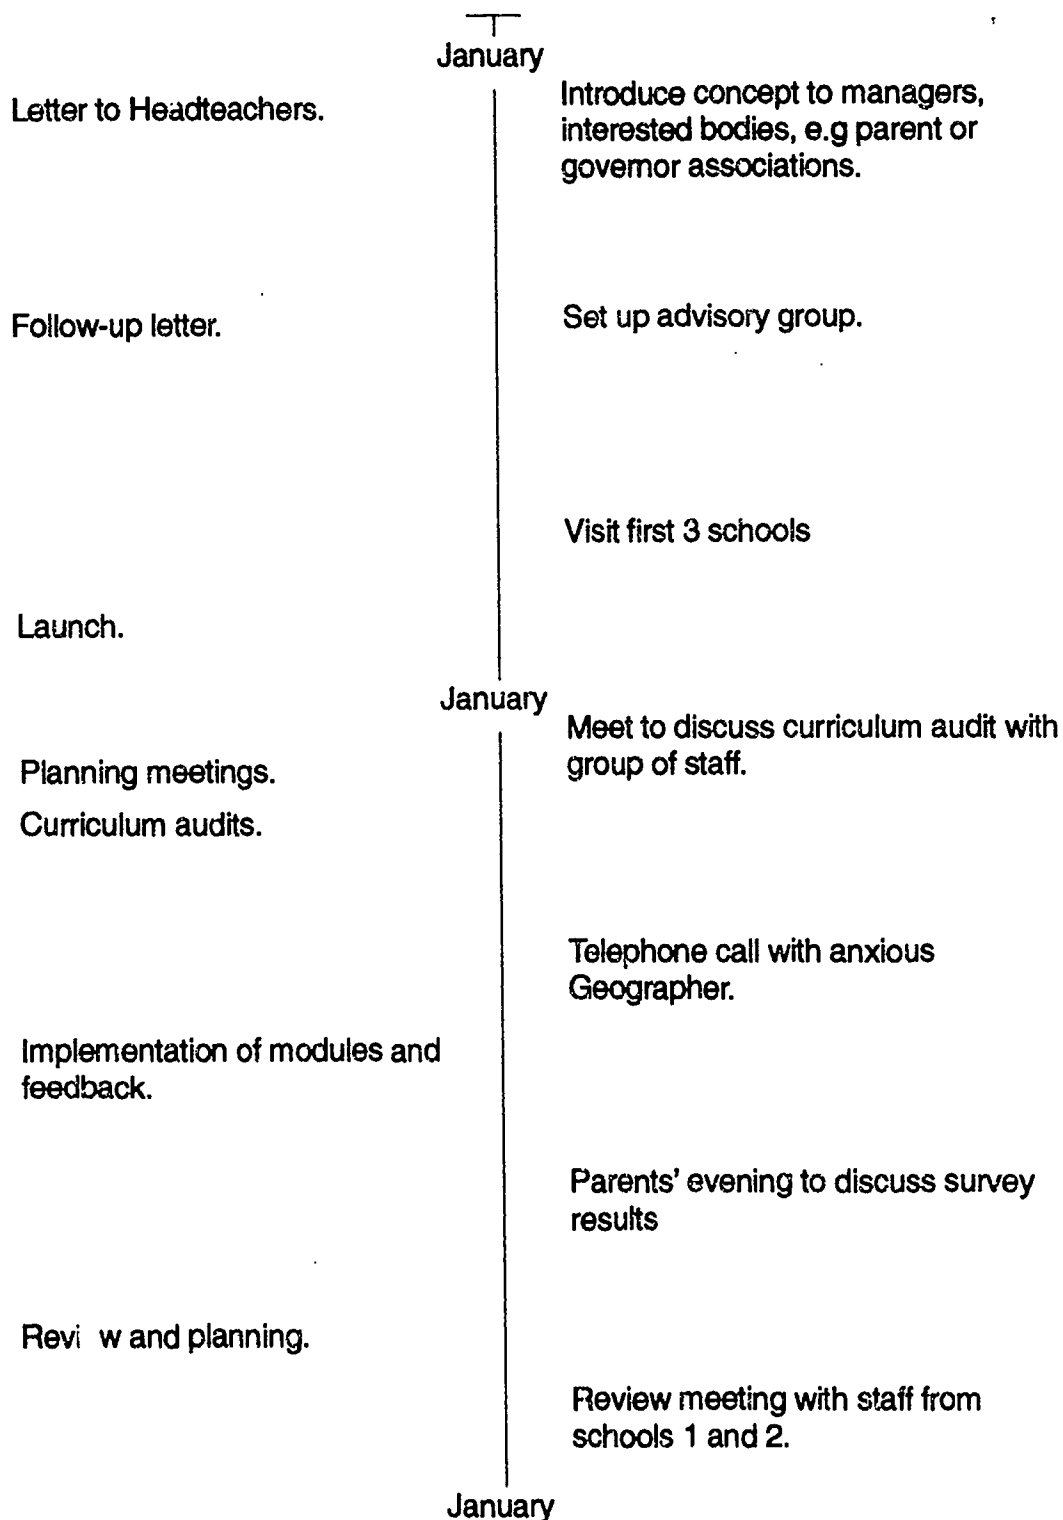 January
Letter to Headteachers.
Introduce concept to managers,
interested bodies, e.g parent or
governor associations.
Follow-up letter.
Set up advisory group.
Visit first 3 schools
Launch.
January
Meet to discuss curriculum audit with
group of staff.
Planning meetings.
Curriculum audits.
Telephone call with anxious
Geographer.
Implementation of modules and
feedback.
Parents' evening to discuss survey
results
Revi w and planning.
Review meeting with staff from
schools 1 and 2.
January